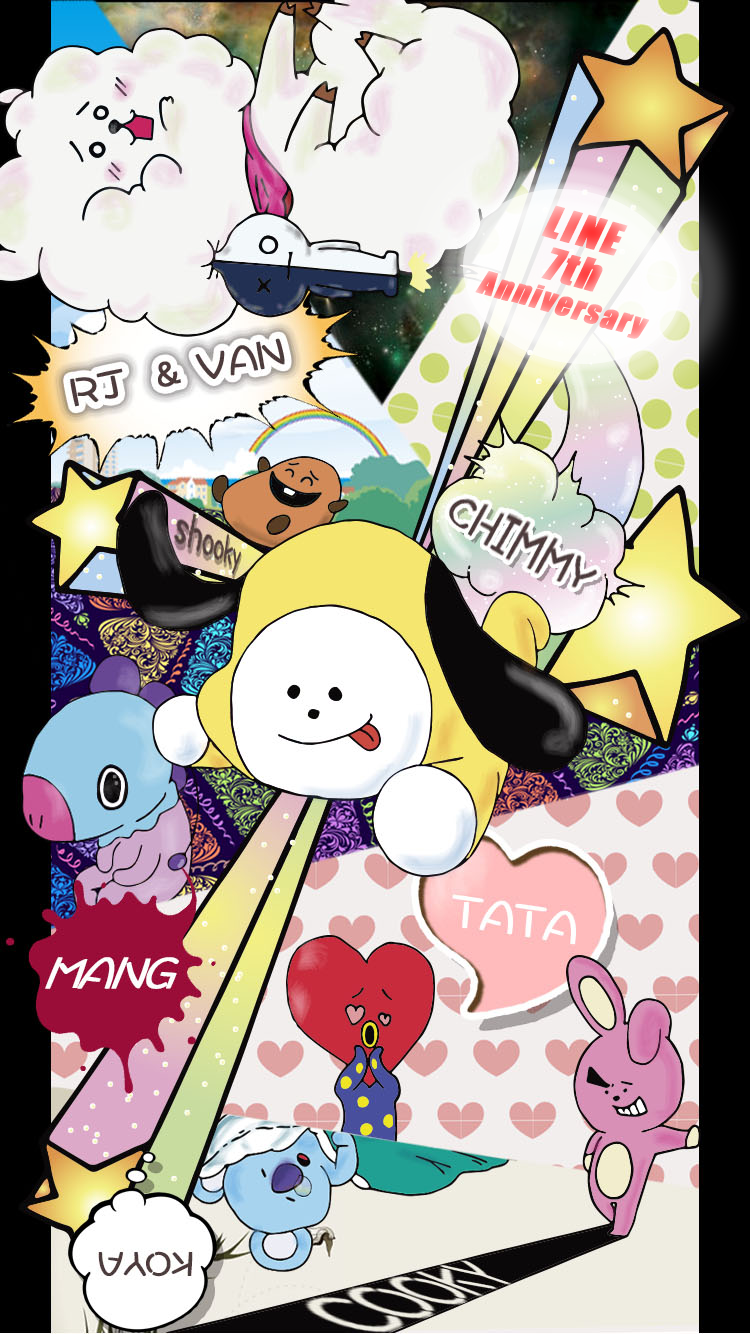 LINE
7th
Anniversary
RJ & VAN
shooky
CHIMMY
TATA
MANG
KOYA
COOKY